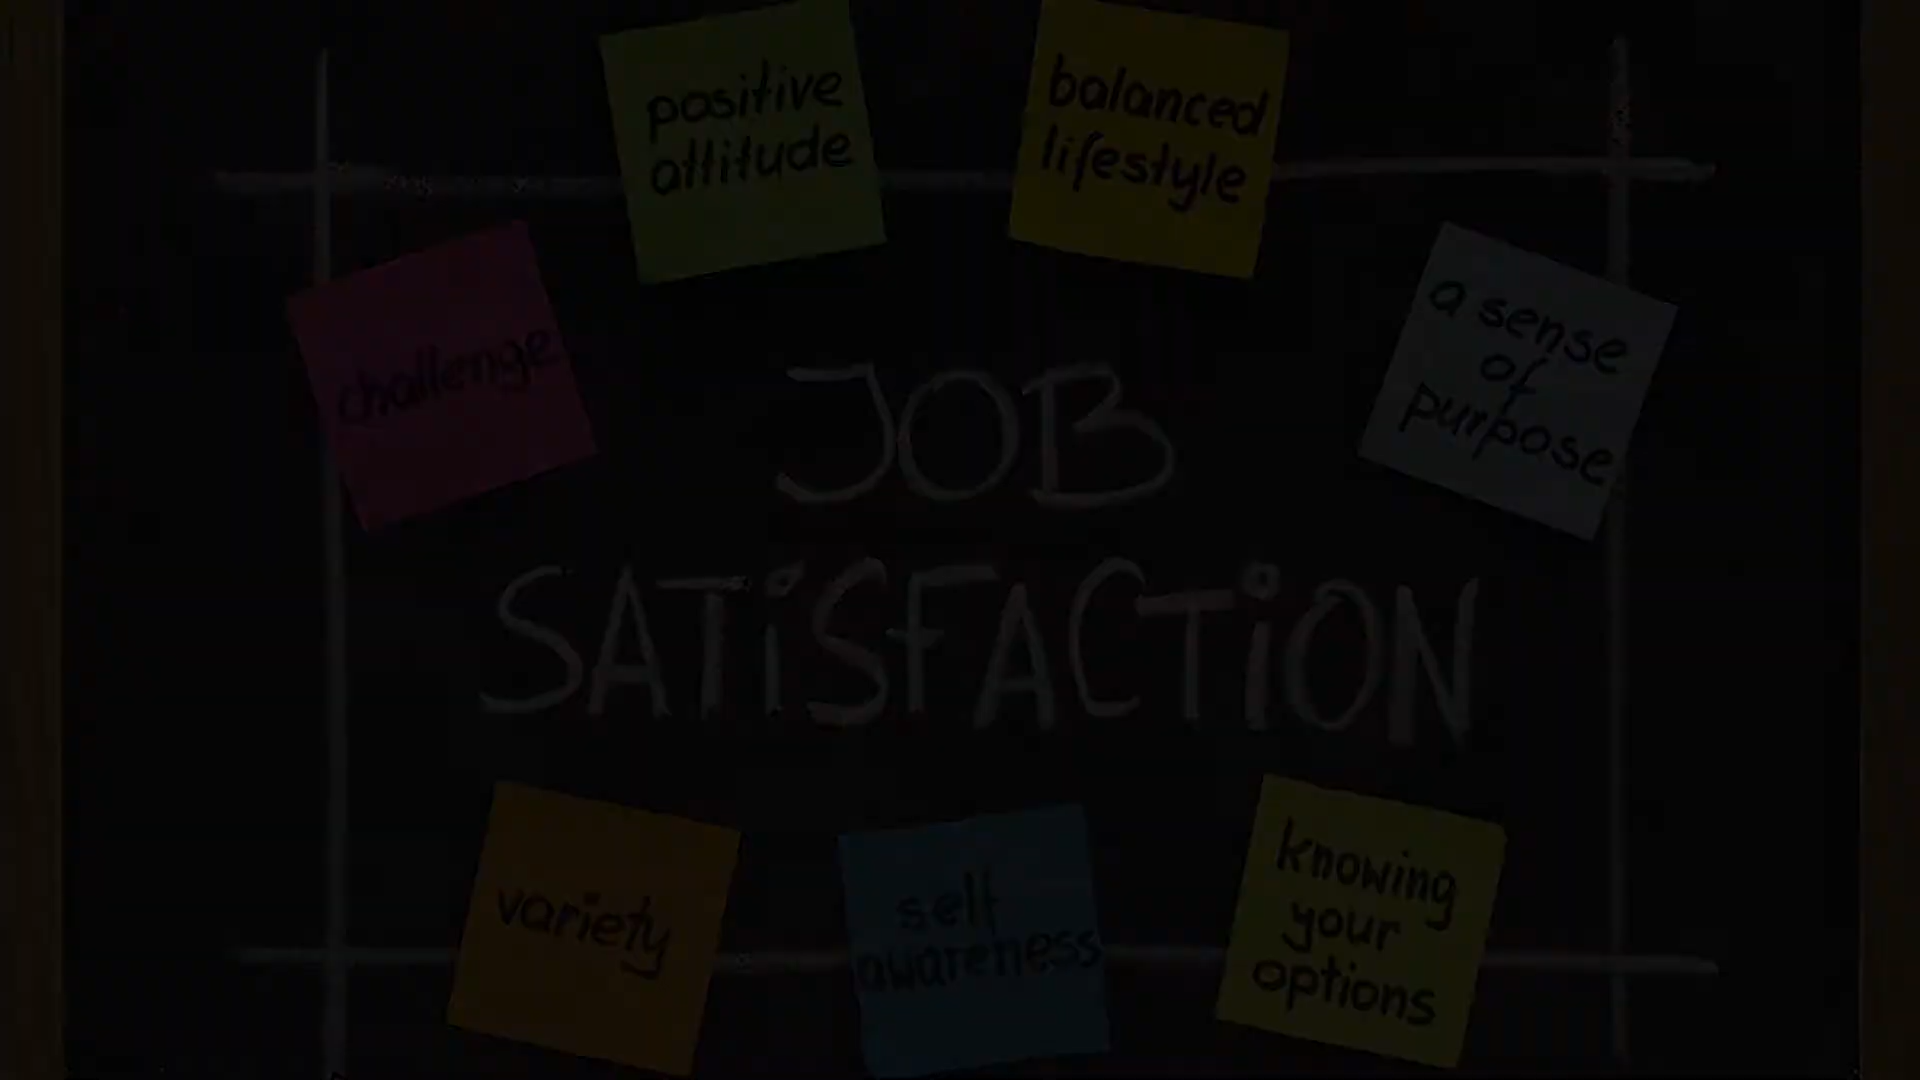 positive
attitude
balanced
lifestyle
challenge
a sense
of
purpose
JOB
SATiSFACTiON
variety
self
awareness
knowing
your
options